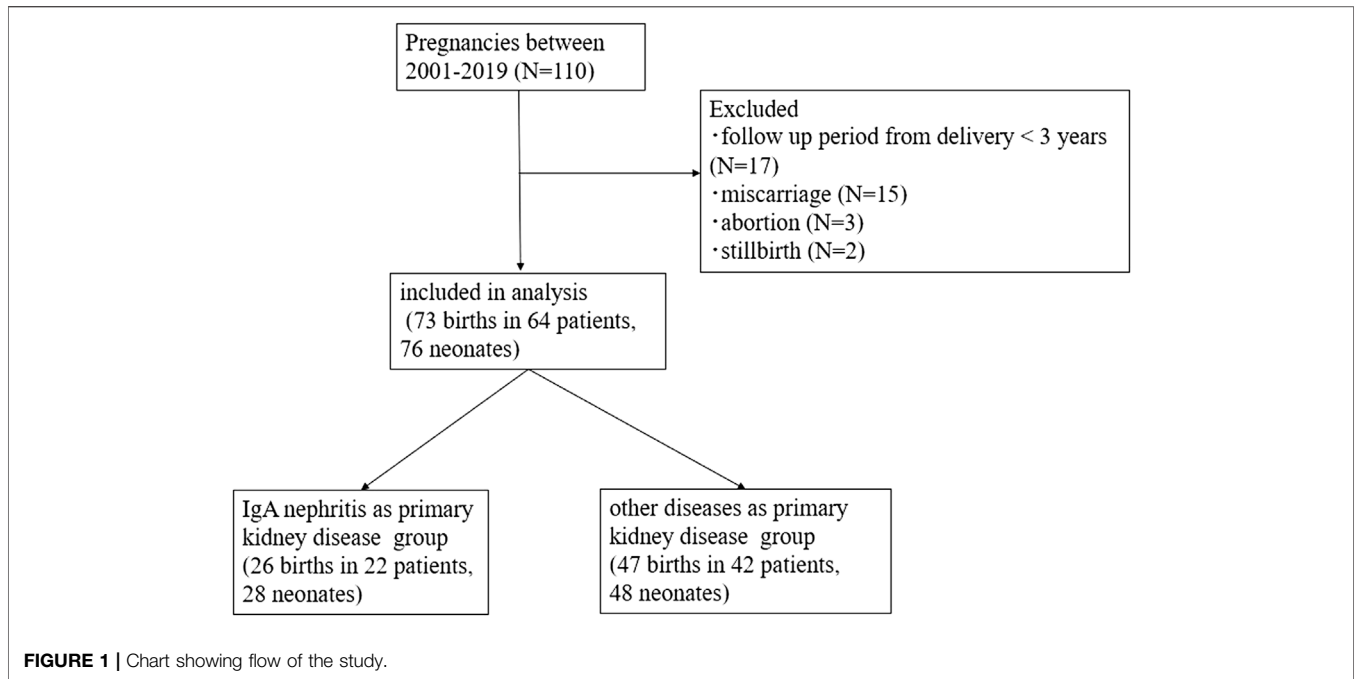 Pregnancies between
2001-2019 (N=110)
Excluded
・follow up period from delivery < 3 years
(N=17)
・miscarriage (N=15)
・abortion (N=3)
・stillbirth (N=2)
included in analysis
(73 births in 64 patients,
76 neonates)
IgA nephritis as primary
kidney disease group
(26 births in 22 patients,
28 neonates)
other diseases as primary
kidney disease group
(47 births in 42 patients,
48 neonates)
FIGURE 1 | Chart showing flow of the study.